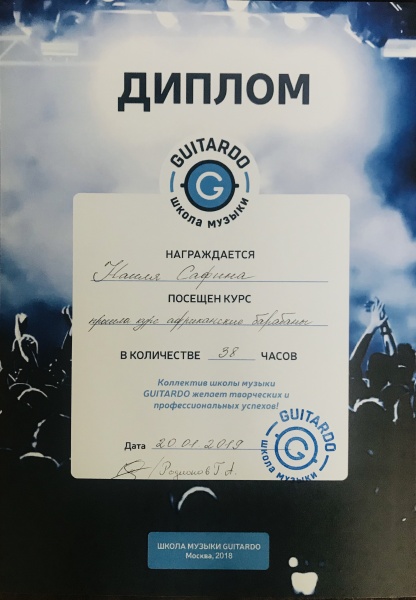 ДИПЛОМ
GUITARDO
ШКОЛА МУЗЫКИ
НАГРАЖДАЕТСЯ
Наиля Сафина
ПОСЕЩЕН КУРС
прошла курс африканские барабаны
В КОЛИЧЕСТВЕ 38 ЧАСОВ
Коллектив школы музыки
GUITARDO желает творческих и
профессиональных успехов!
Дата 20.01.2019
/Родионов Г.А.
GUITARDO
ШКОЛА МУЗЫКИ
ШКОЛА МУЗЫКИ GUITARDO
Москва, 2018